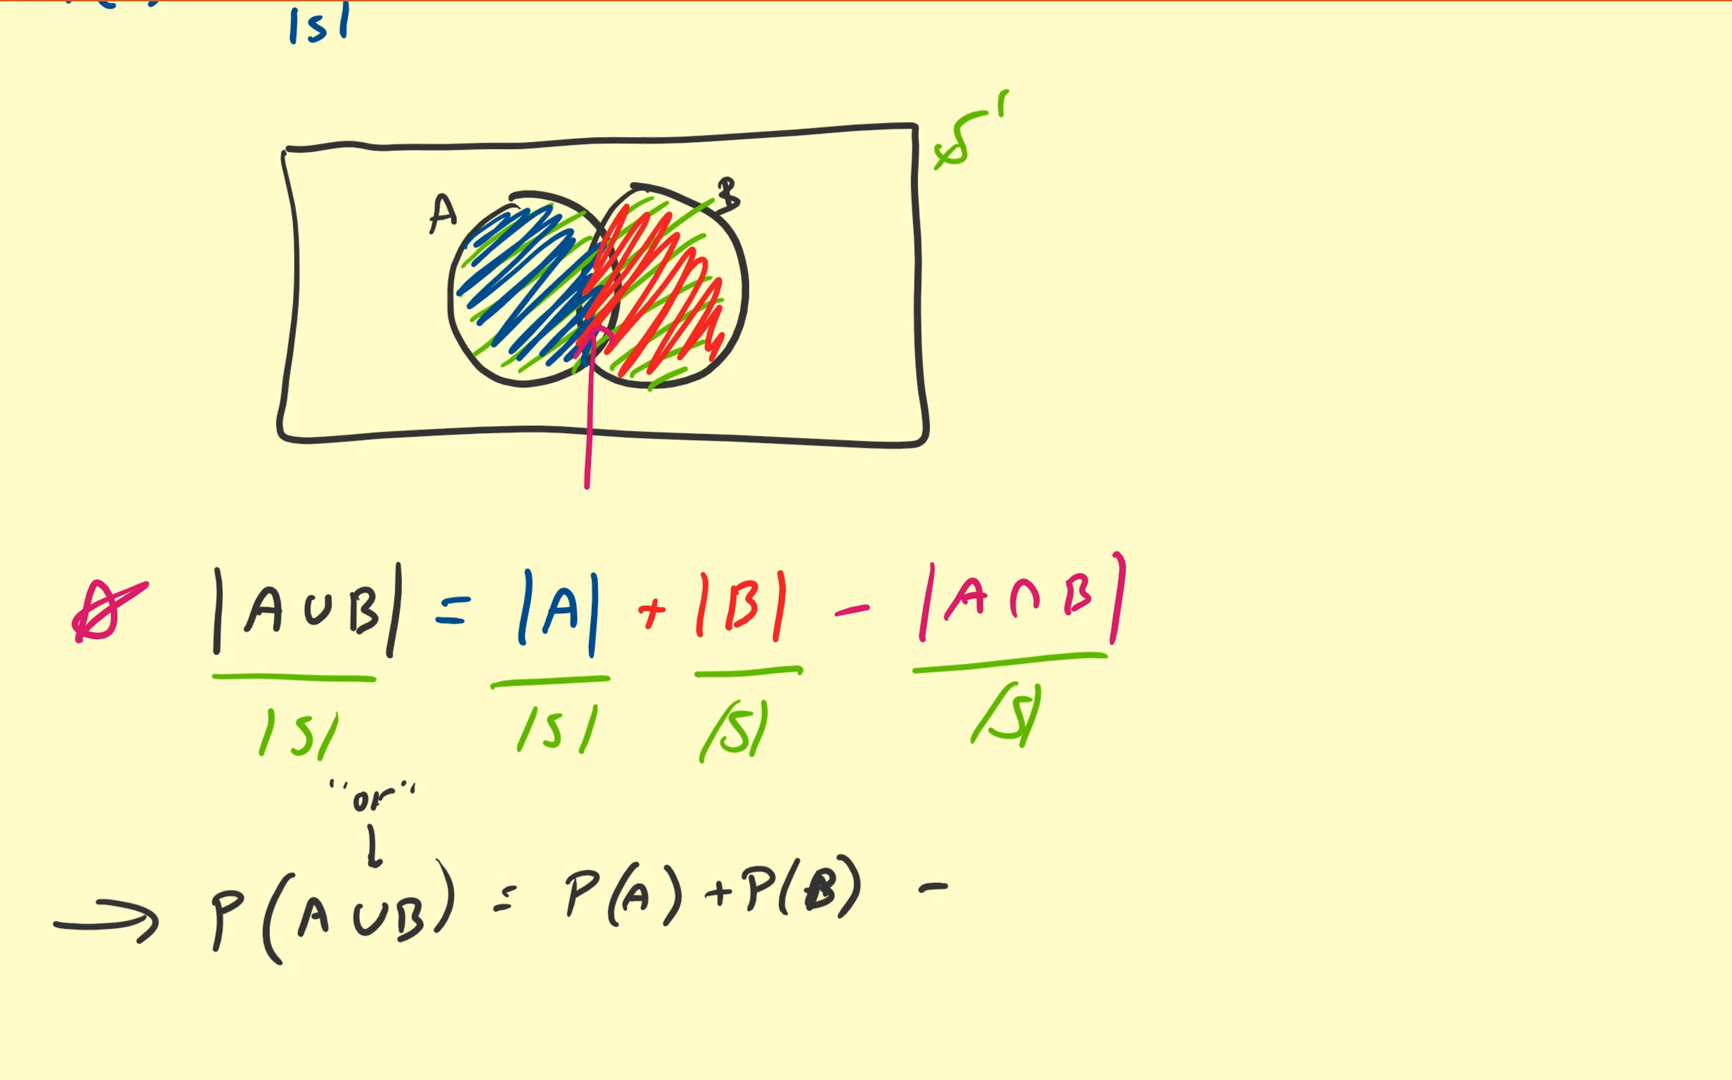 |S|
S
A
B
|A ∪ B| = |A| + |B| - |A ∩ B|
|S| |S| |S| |S|
"or"
→ P(A ∪ B) = P(A) + P(B) -